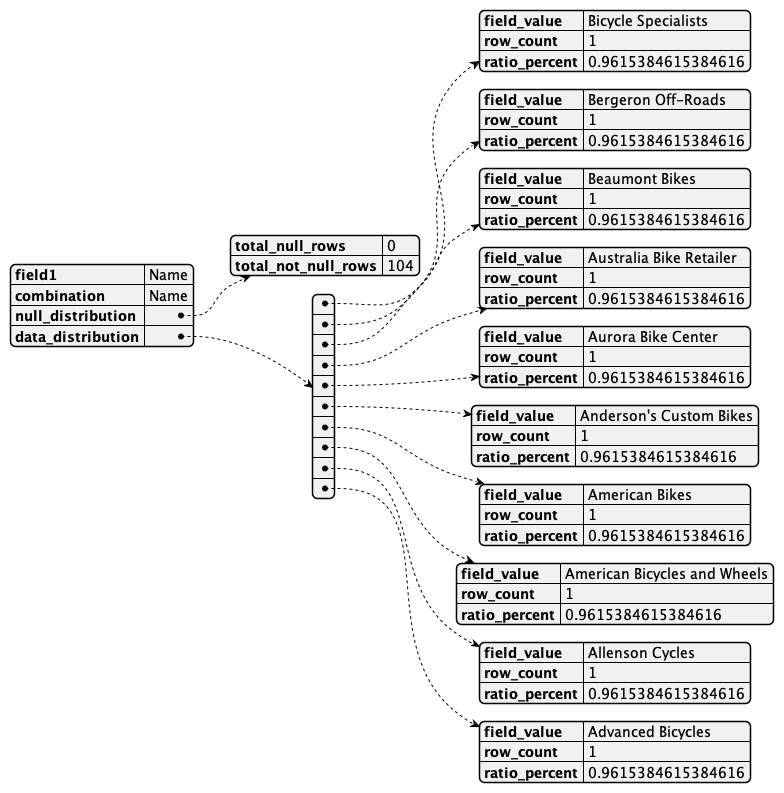 field1 Name
combination Name
null_distribution
data_distribution
total_null_rows 0
total_not_null_rows 104
field_value Bicycle Specialists
row_count 1
ratio_percent 0.9615384615384616
field_value Bergeron Off-Roads
row_count 1
ratio_percent 0.9615384615384616
field_value Beaumont Bikes
row_count 1
ratio_percent 0.9615384615384616
field_value Australia Bike Retailer
row_count 1
ratio_percent 0.9615384615384616
field_value Aurora Bike Center
row_count 1
ratio_percent 0.9615384615384616
field_value Anderson's Custom Bikes
row_count 1
ratio_percent 0.9615384615384616
field_value American Bikes
row_count 1
ratio_percent 0.9615384615384616
field_value American Bicycles and Wheels
row_count 1
ratio_percent 0.9615384615384616
field_value Allenson Cycles
row_count 1
ratio_percent 0.9615384615384616
field_value Advanced Bicycles
row_count 1
ratio_percent 0.9615384615384616